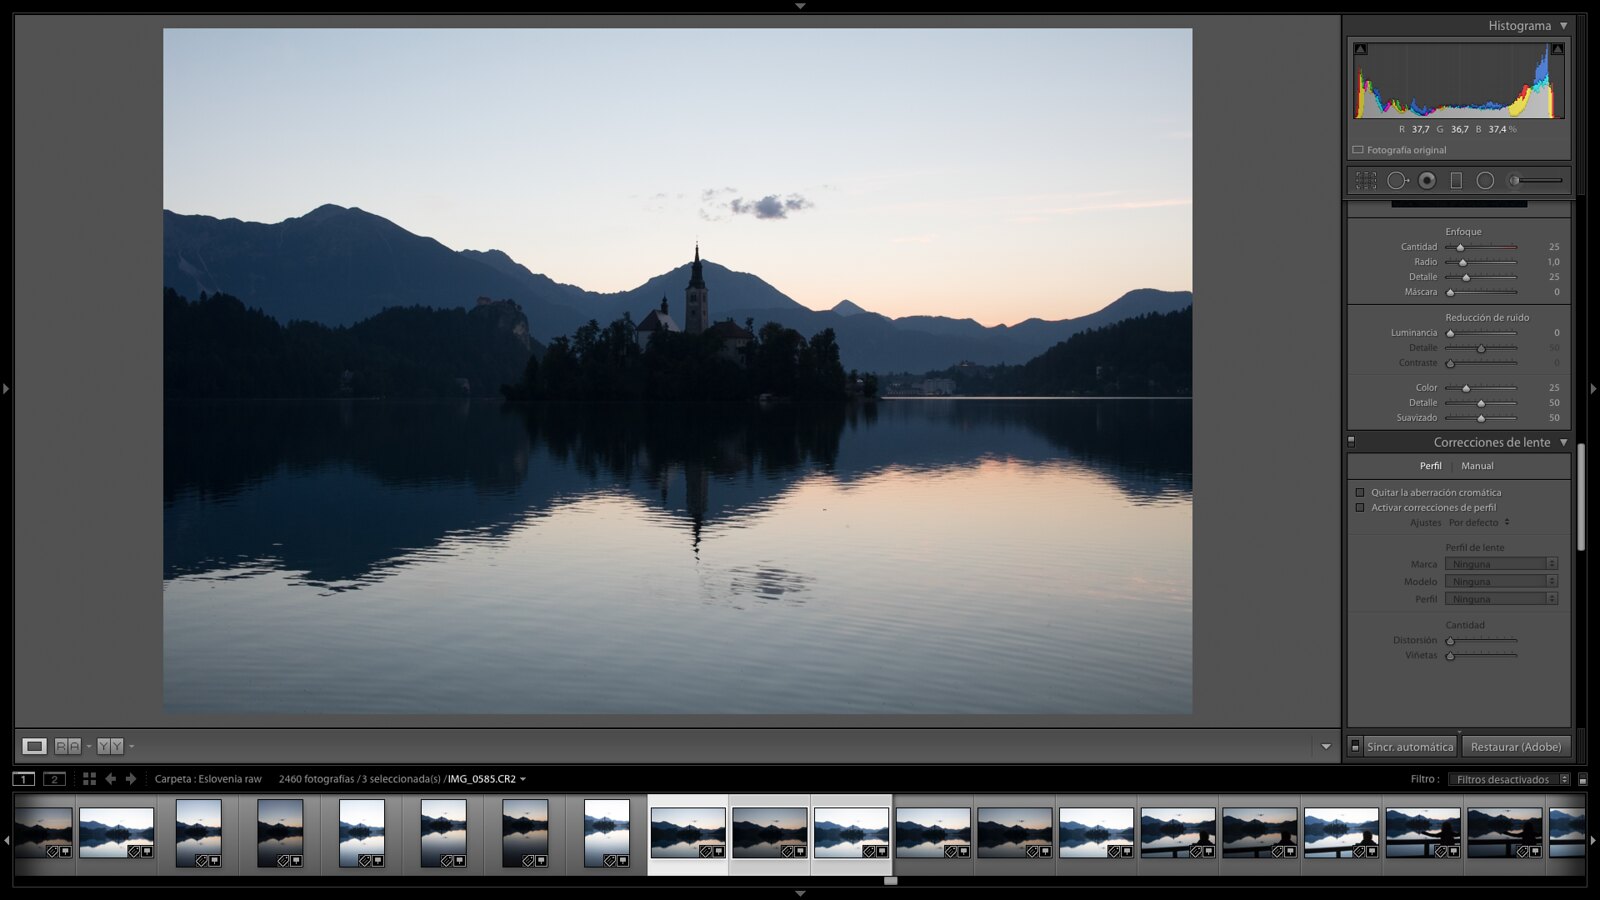 Histograma
R 37,7 G 36,7 B 37,4 %
Fotografía original
Enfoque
Cantidad 25
Radio 1,0
Detalle 25
Máscara 0
Reducción de ruido
Luminancia 0
Detalle 50
Contraste 0
Color 25
Detalle 50
Suavizado 50
Correcciones de lente
Perfil | Manual
Quitar la aberración cromática
Activar correcciones de perfil
Ajustes Por defecto
Perfil de lente
Marca Ninguna
Modelo Ninguna
Perfil Ninguna
Cantidad
Distorsión
Viñetas
R A Y Y
Sincr. automática Restaurar (Adobe)
1 2 Carpeta : Eslovenia raw 2460 fotografías /3 seleccionada(s) /IMG_0585.CR2 Filtro : Filtros desactivados